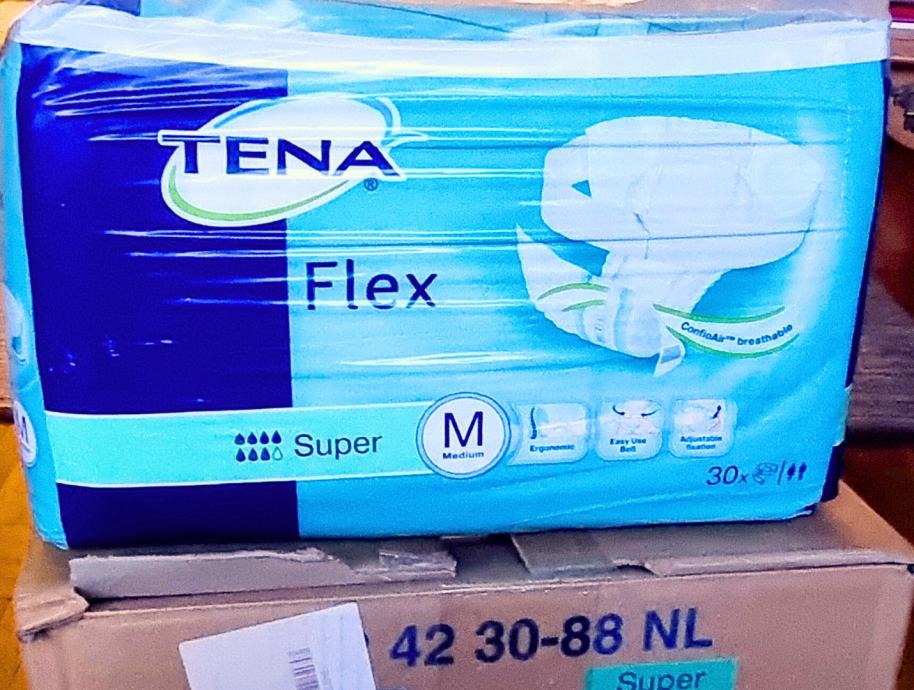 TENA®
Flex
ConfioAir™ breathable
Super
M
Medium
Ergonomic
Easy Use
Belt
Adjustable
fixation
30x
42 30-88 NL
Super